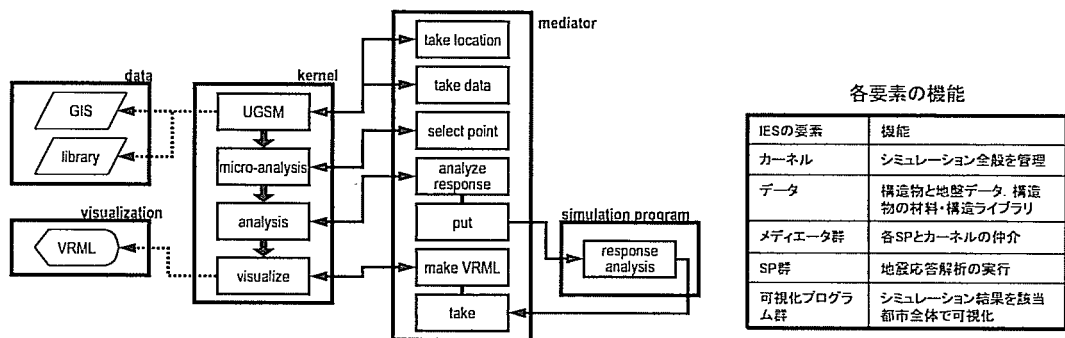 mediator
take location
data
kernel
take data
GIS
UGSM
select point
library
micro-analysis
analyze
response
visualization
analysis
put
simulation program
VRML
response
analysis
visualize
make VRML
take
各要素の機能
IESの要素 機能
カーネル シミュレーション全般を管理
データ 構造物と地盤データ, 構造
物の材料・構造ライブラリ
メディエータ群 各SPとカーネルの仲介
SP群 地震応答解析の実行
可視化プログラ シミュレーション結果を該当
ム群 都市全体で可視化